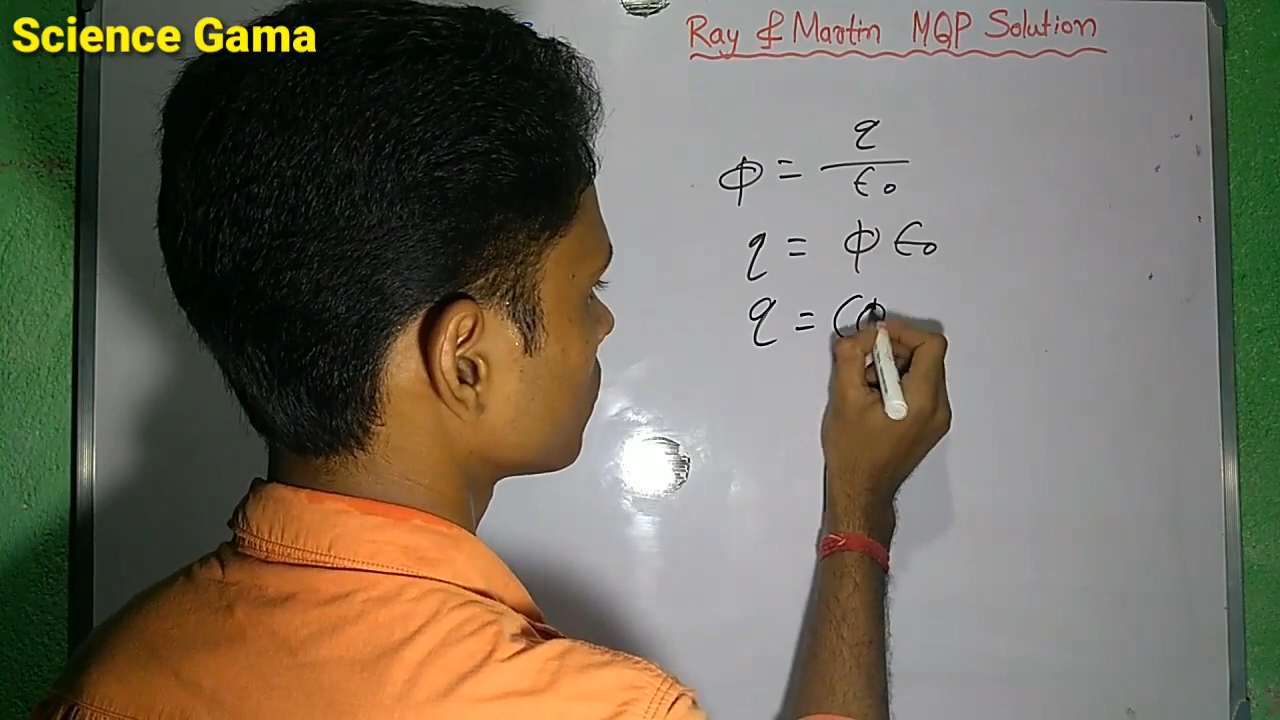 Science Gama
Ray & Martin MQP Solution
ϕ = q / ϵ₀
q = ϕ ϵ₀
q = (ϕ